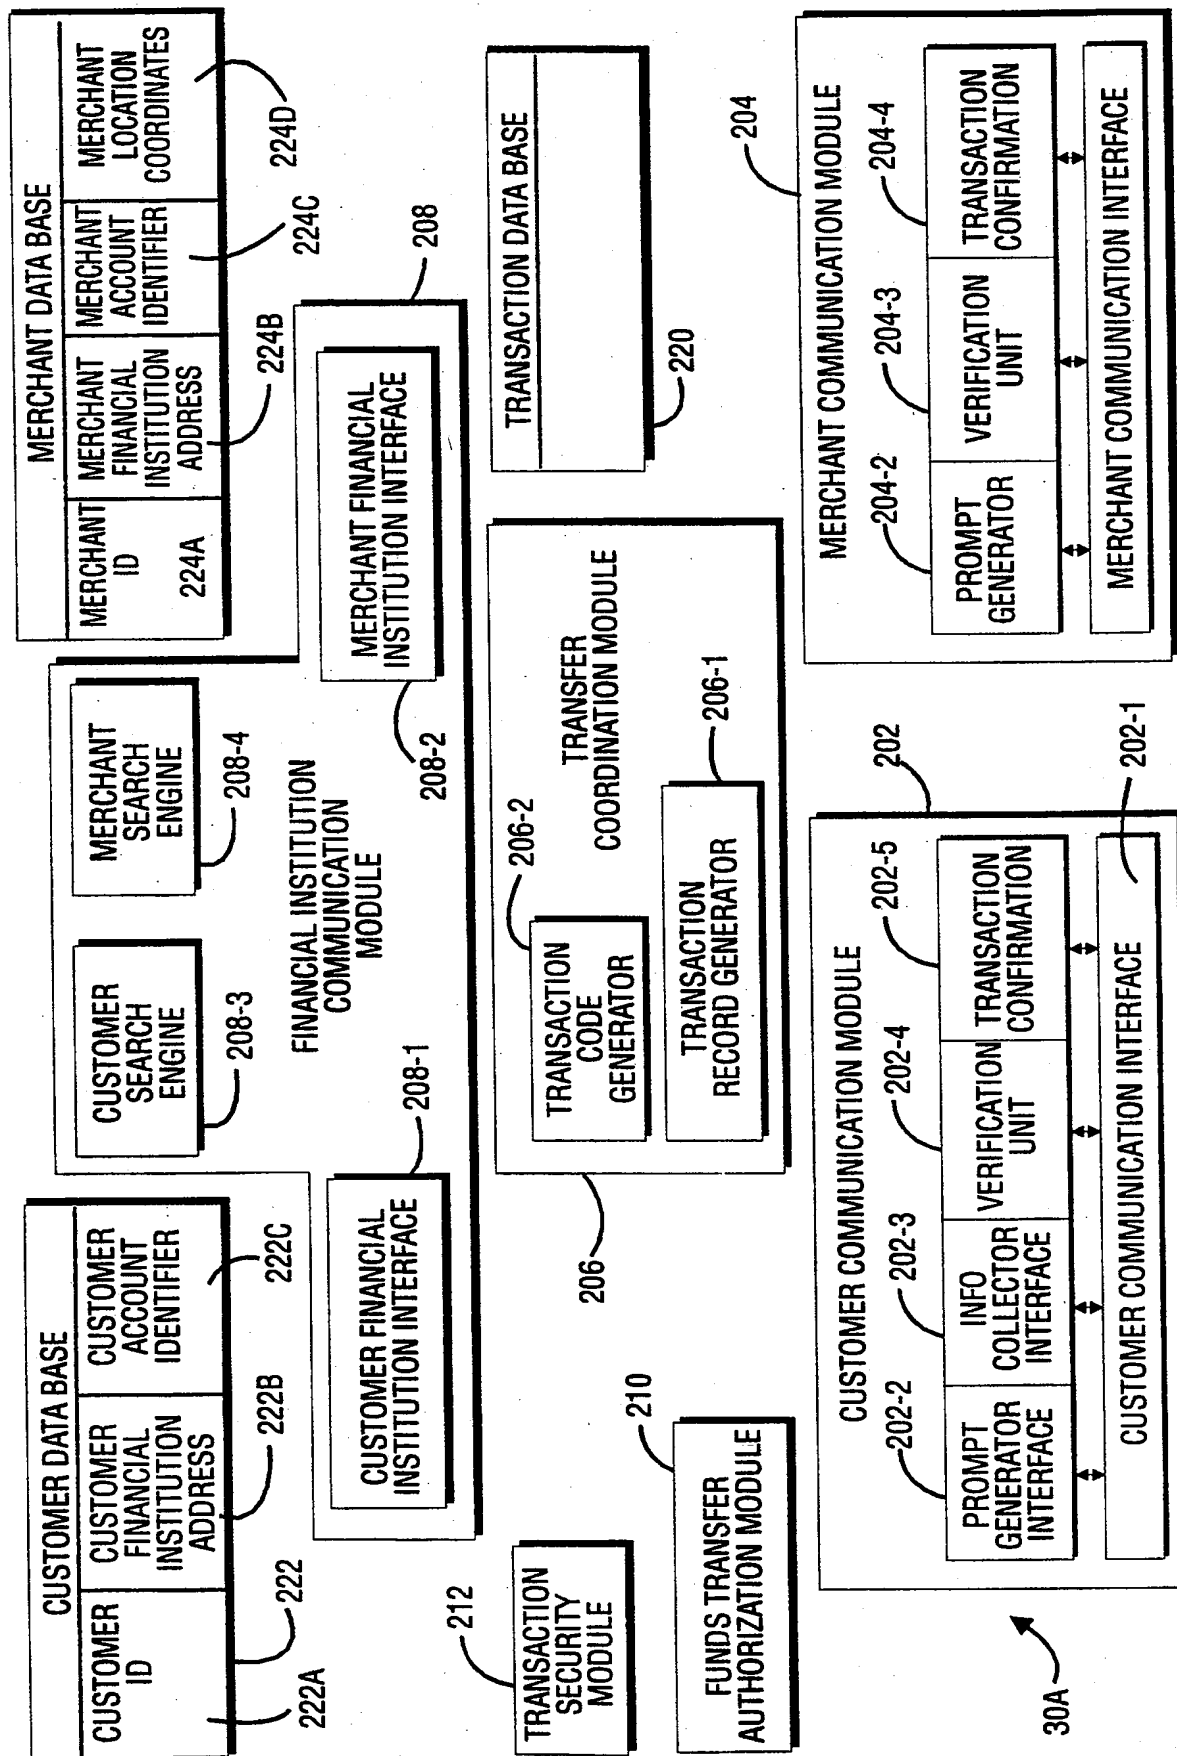 CUSTOMER DATA BASE
CUSTOMER
ID
222A
CUSTOMER
FINANCIAL
INSTITUTION
ADDRESS
CUSTOMER
ACCOUNT
IDENTIFIER
222
222B
222C
CUSTOMER
SEARCH
ENGINE
208-3
MERCHANT
SEARCH
ENGINE
208-4
MERCHANT DATA BASE
MERCHANT
ID
224A
MERCHANT
FINANCIAL
INSTITUTION
ADDRESS
MERCHANT
ACCOUNT
IDENTIFIER
MERCHANT
LOCATION
COORDINATES
224B
224C
224D
FINANCIAL INSTITUTION
COMMUNICATION
MODULE
208
CUSTOMER FINANCIAL
INSTITUTION INTERFACE
208-1
MERCHANT FINANCIAL
INSTITUTION INTERFACE
208-2
212
TRANSACTION
SECURITY
MODULE
210
FUNDS TRANSFER
AUTHORIZATION MODULE
206
206-2
TRANSACTION
CODE
GENERATOR
TRANSFER
COORDINATION MODULE
206-1
TRANSACTION
RECORD GENERATOR
TRANSACTION DATA BASE
220
30A
CUSTOMER COMMUNICATION MODULE
202
202-2
202-3
202-4
202-5
PROMPT
GENERATOR
INTERFACE
INFO
COLLECTOR
INTERFACE
VERIFICATION
UNIT
TRANSACTION
CONFIRMATION
CUSTOMER COMMUNICATION INTERFACE
202-1
MERCHANT COMMUNICATION MODULE
204
204-2
204-3
204-4
PROMPT
GENERATOR
VERIFICATION
UNIT
TRANSACTION
CONFIRMATION
MERCHANT COMMUNICATION INTERFACE